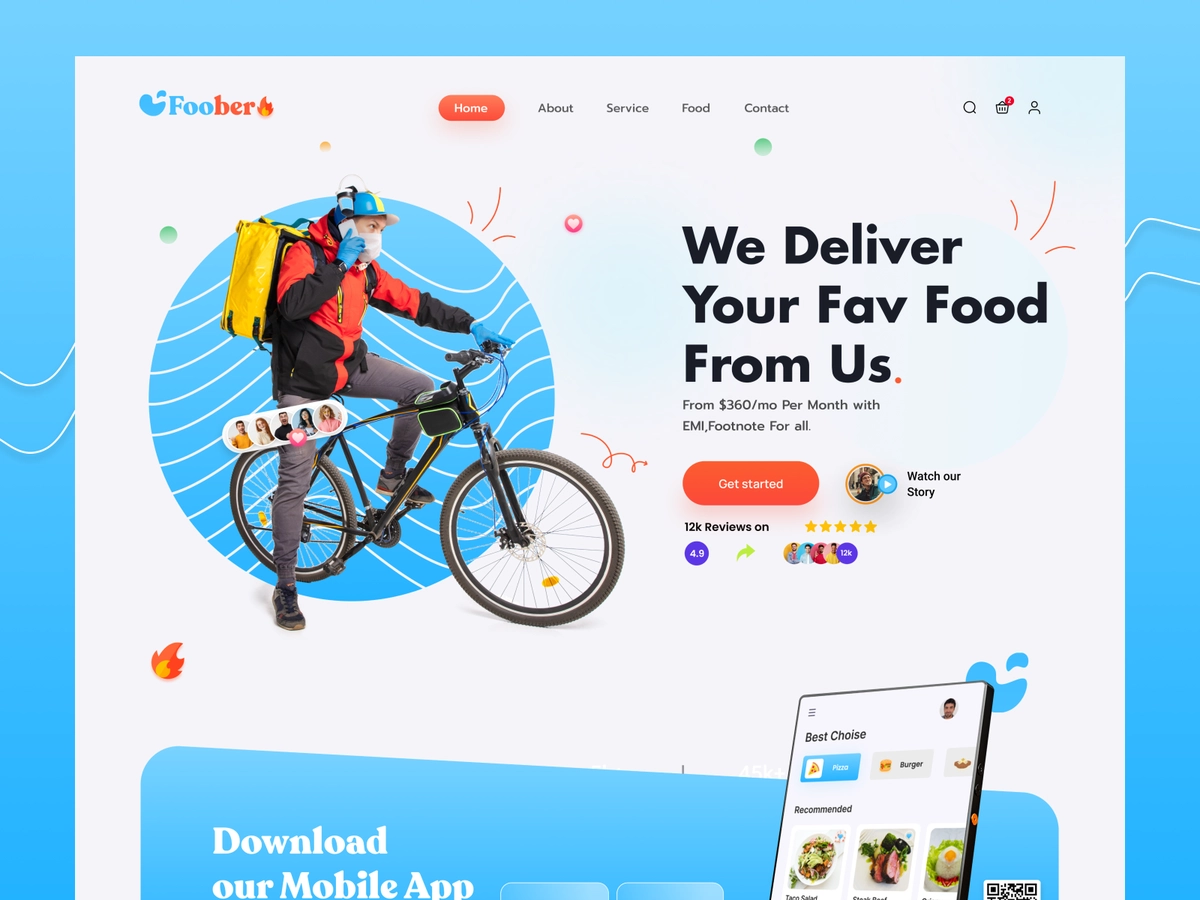 Foober
Home
About
Service
Food
Contact
2
We Deliver
Your Fav Food
From Us.
From $360/mo Per Month with
EMI,Footnote For all.
Get started
Watch our
Story
12k Reviews on
4.9
12k
45k+
Best Choise
Pizza
Burger
Recommended
Download
our Mobile App
Taco Salad
Steak Beef